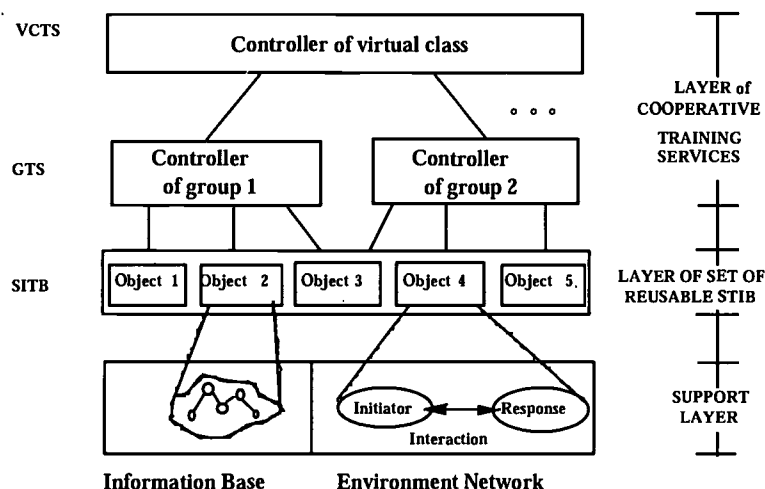 VCTS
Controller of virtual class
LAYER of
COOPERATIVE
TRAINING
SERVICES
GTS
Controller
of group 1
Controller
of group 2
SITB
Object 1
Object 2
Object 3
Object 4
Object 5.
LAYER OF SET OF
REUSABLE STIB
Initiator
Response
Interaction
SUPPORT
LAYER
Information Base
Environment Network